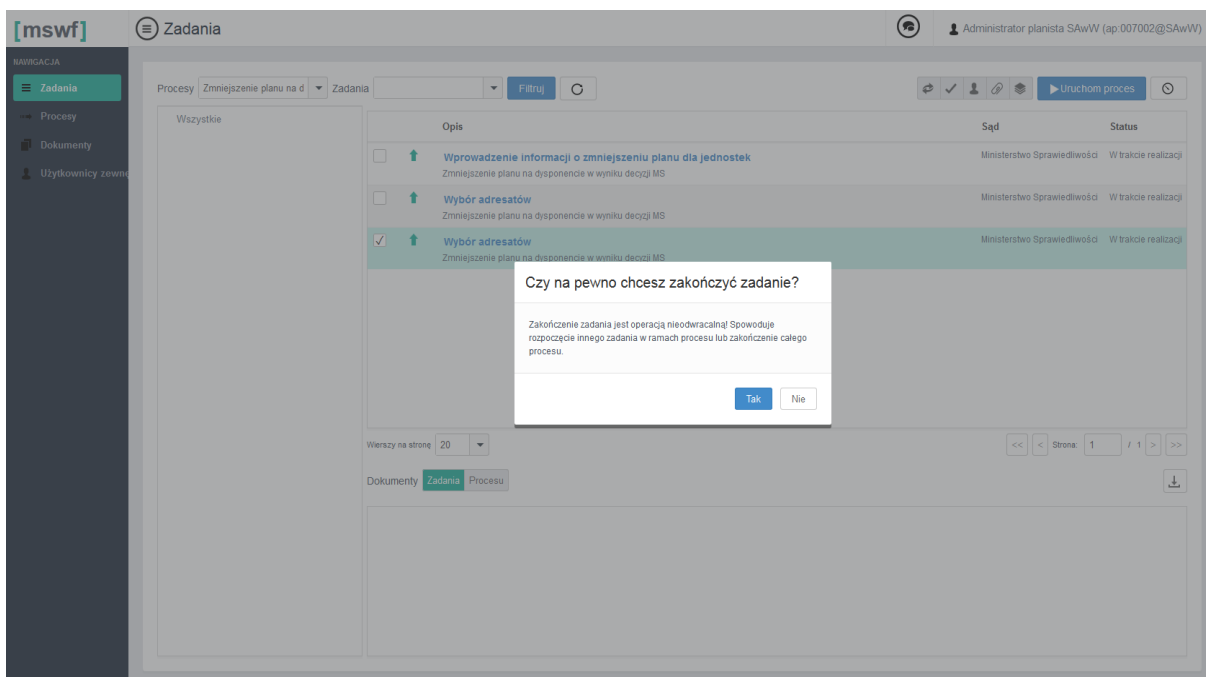 [mswf]
Zadania
Administrator planista SAwW (ap:007002@SAwW)
NAWIGACJA
Zadania
Procesy
Dokumenty
Użytkownicy zewnę
Procesy Zmniejszenie planu na d Zadania Filtruj Uruchom proces
Wszystkie
Opis Sąd Status
Wprowadzenie informacji o zmniejszeniu planu dla jednostek Ministerstwo Sprawiedliwości W trakcie realizacji
Zmniejszenie planu na dysponencie w wyniku decyzji MS
Wybór adresatów Ministerstwo Sprawiedliwości W trakcie realizacji
Zmniejszenie planu na dysponencie w wyniku decyzji MS
Wybór adresatów Ministerstwo Sprawiedliwości W trakcie realizacji
Zmniejszenie planu na dysponencie w wyniku decyzji MS
Czy na pewno chcesz zakończyć zadanie?
Zakończenie zadania jest operacją nieodwracalną! Spowoduje
rozpoczęcie innego zadania w ramach procesu lub zakończenie całego
procesu.
Tak Nie
Wierszy na stronę 20 << < Strona: 1 / 1 > >>
Dokumenty Zadania Procesu